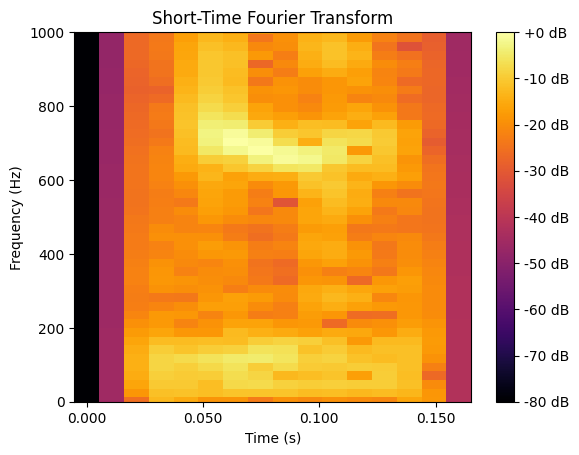 Short-Time Fourier Transform
1000
800
600
400
200
0
Frequency (Hz)
0.000
0.050
0.100
0.150
Time (s)
+0 dB
-10 dB
-20 dB
-30 dB
-40 dB
-50 dB
-60 dB
-70 dB
-80 dB